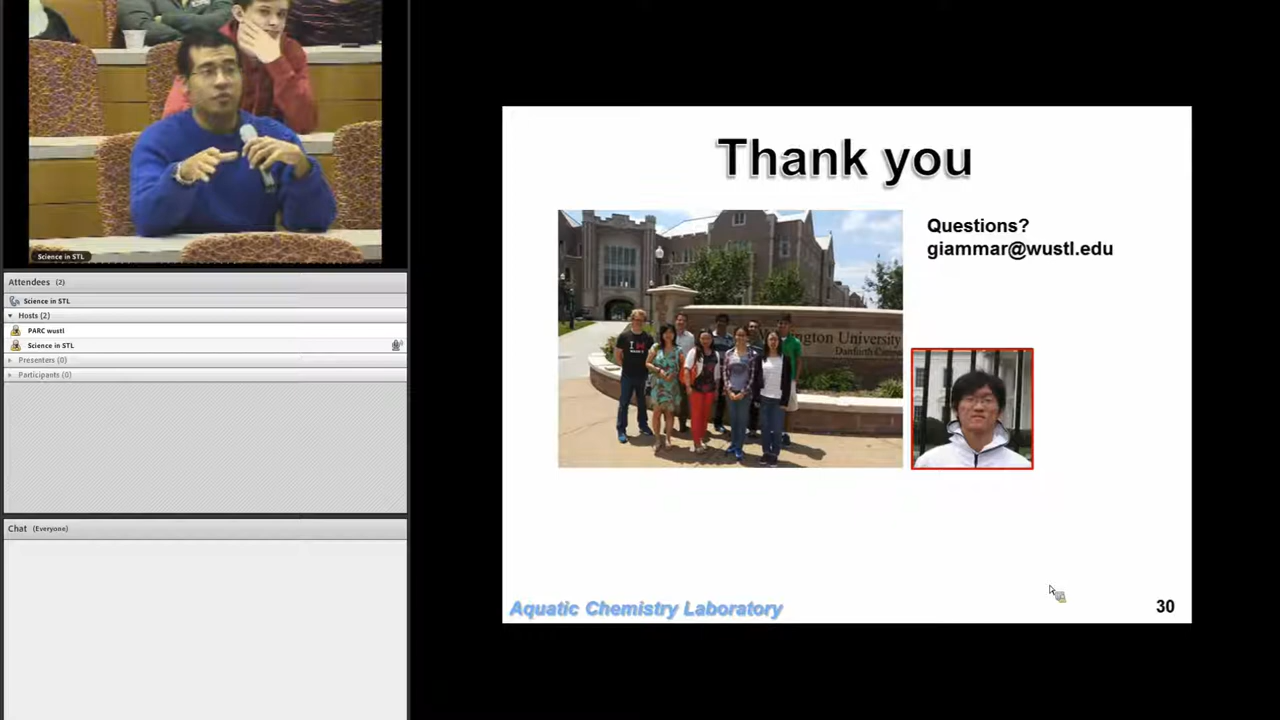 Science in STL
Attendees (2)
Science in STL
Hosts (2)
PARC wustl
Science in STL
Presenters (0)
Participants (0)
Chat (Everyone)
Thank you
Questions?
giammar@wustl.edu
Washington University
Danforth Campus
Aquatic Chemistry Laboratory
30